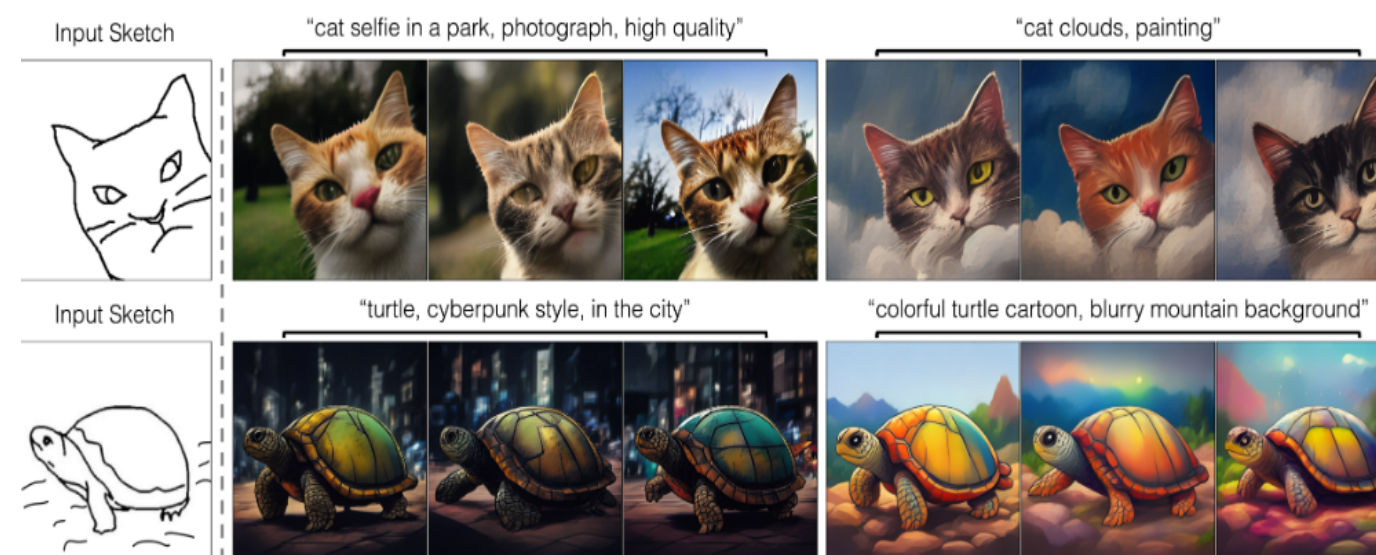 Input Sketch
“cat selfie in a park, photograph, high quality”
“cat clouds, painting”
Input Sketch
“turtle, cyberpunk style, in the city”
“colorful turtle cartoon, blurry mountain background”